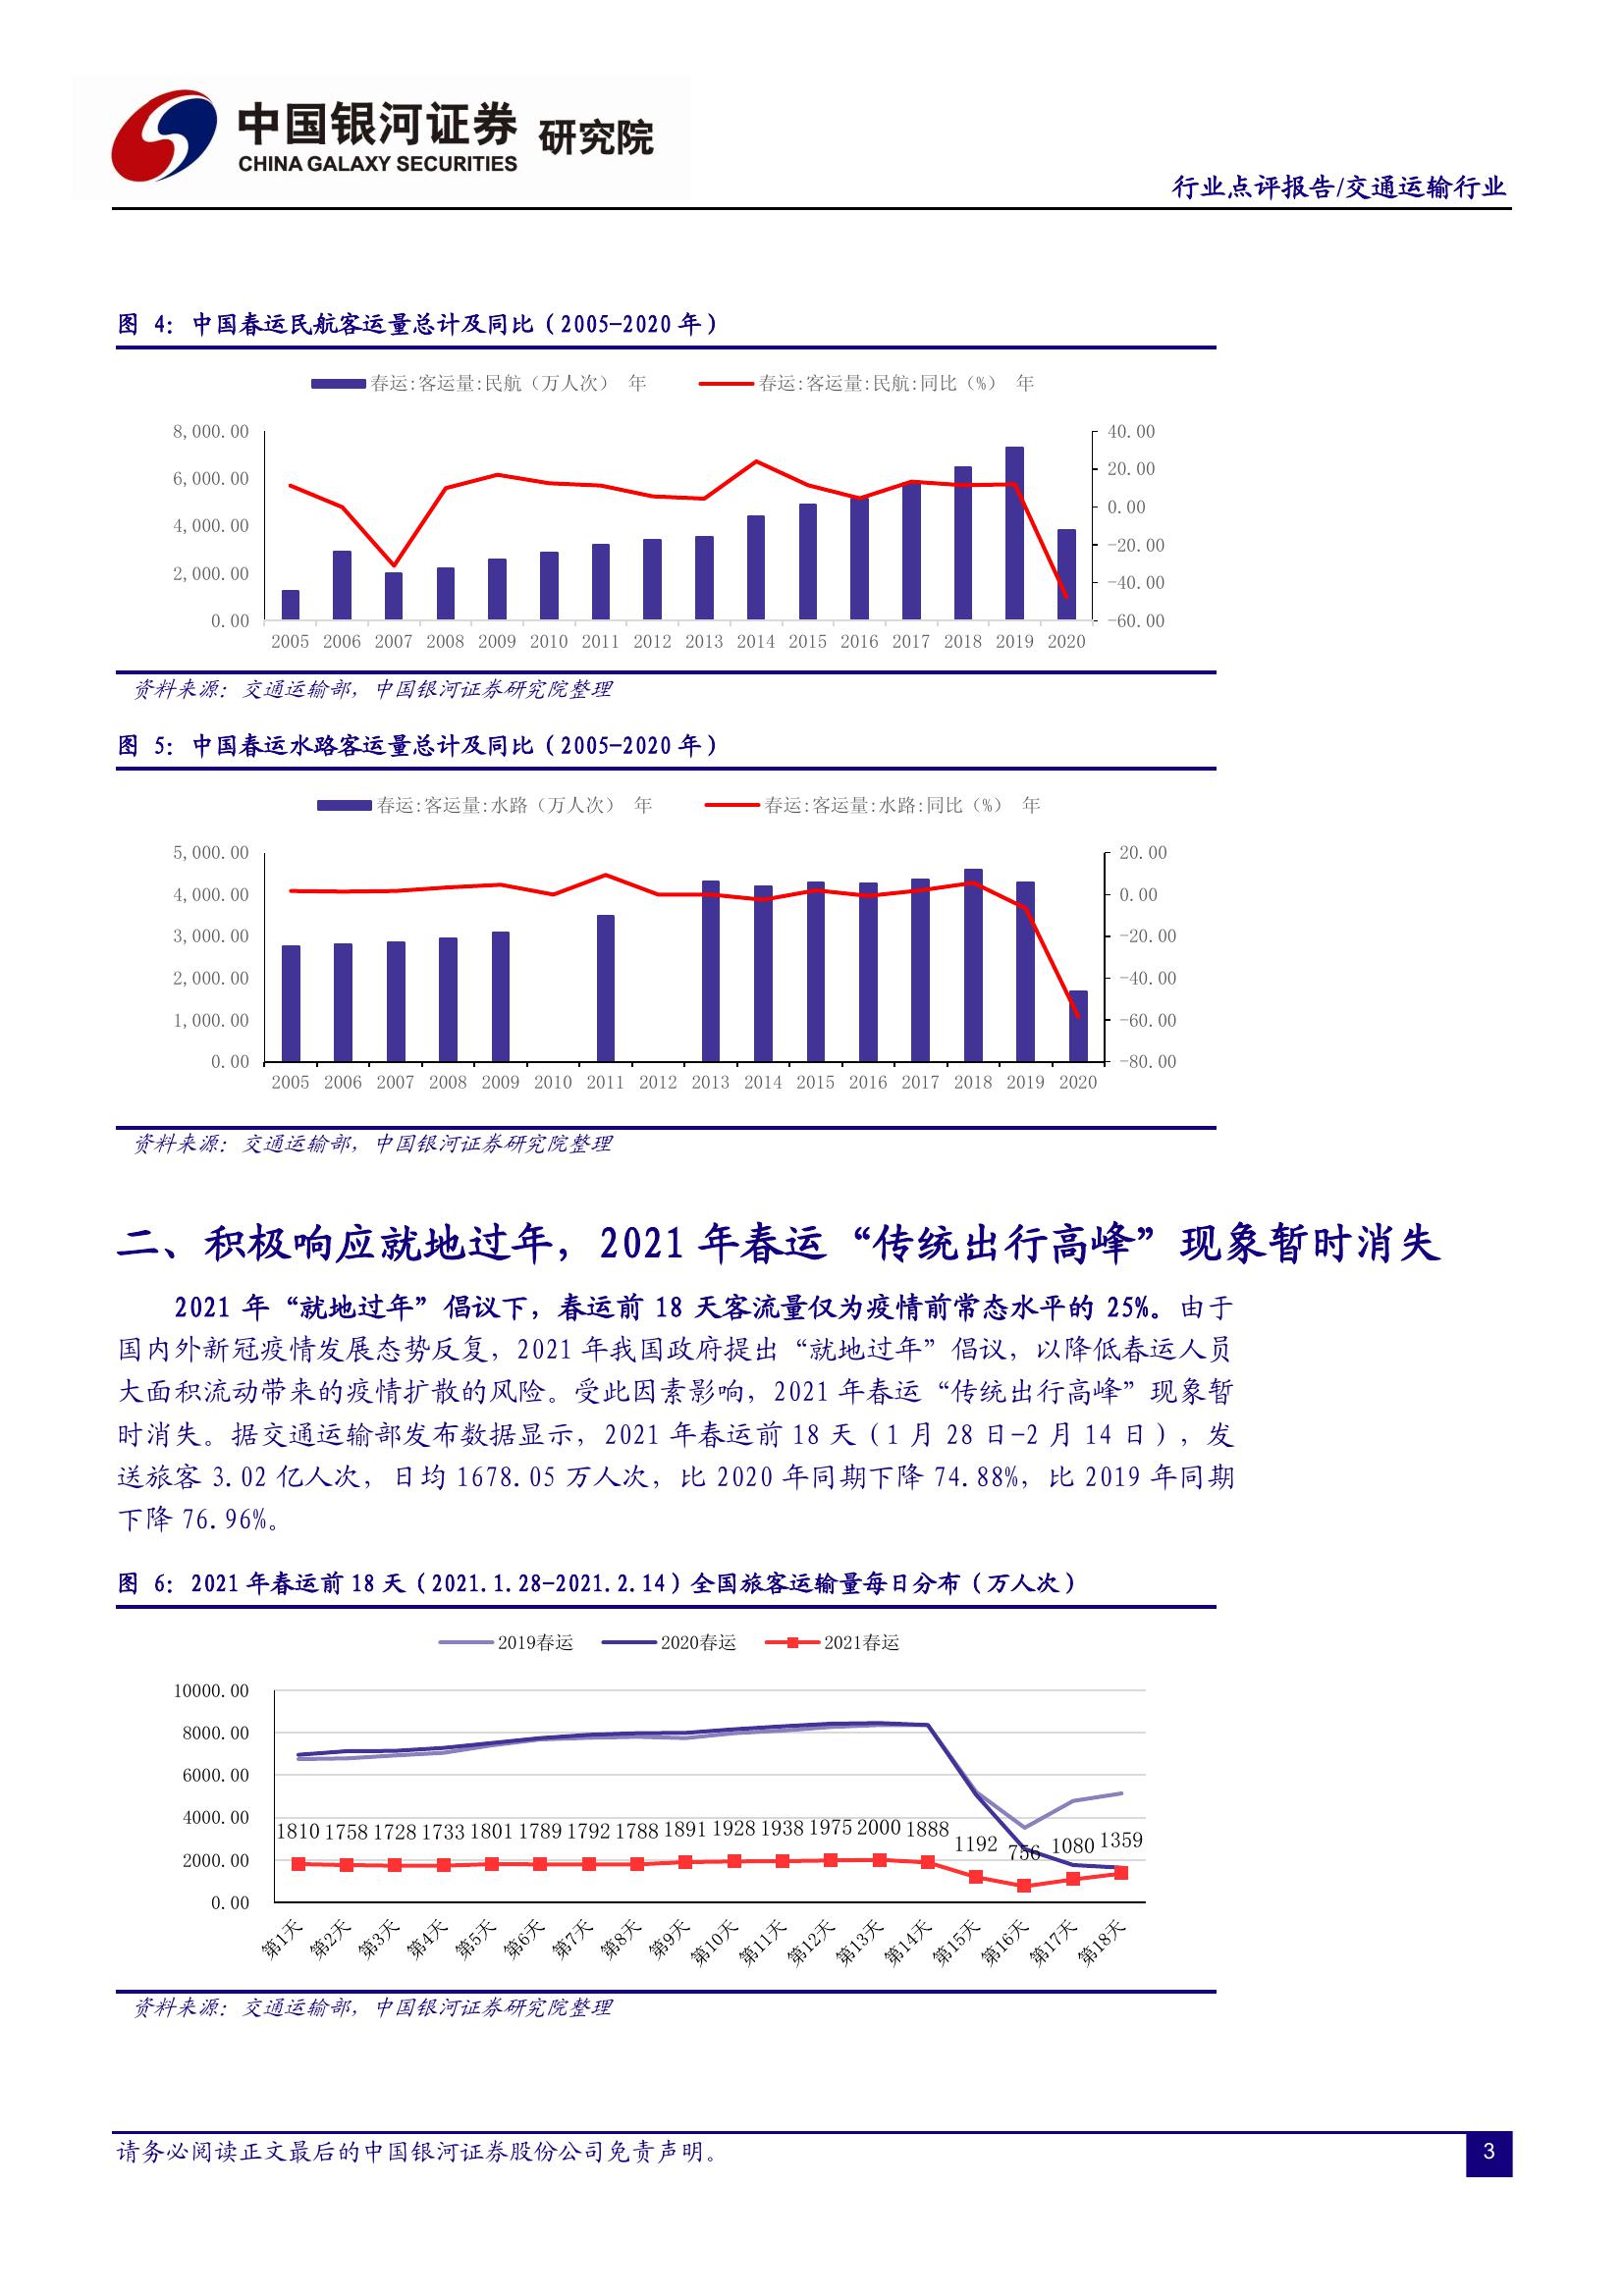 中国银河证券 研究院
CHINA GALAXY SECURITIES
行业点评报告/交通运输行业
图 4：中国春运民航客运量总计及同比（2005-2020 年）
春运:客运量:民航（万人次） 年 春运:客运量:民航:同比（%） 年
8,000.00
6,000.00
4,000.00
2,000.00
0.00
40.00
20.00
0.00
-20.00
-40.00
-60.00
2005 2006 2007 2008 2009 2010 2011 2012 2013 2014 2015 2016 2017 2018 2019 2020
资料来源：交通运输部，中国银河证券研究院整理
图 5：中国春运水路客运量总计及同比（2005-2020 年）
春运:客运量:水路（万人次） 年 春运:客运量:水路:同比（%） 年
5,000.00
4,000.00
3,000.00
2,000.00
1,000.00
0.00
20.00
0.00
-20.00
-40.00
-60.00
-80.00
2005 2006 2007 2008 2009 2010 2011 2012 2013 2014 2015 2016 2017 2018 2019 2020
资料来源：交通运输部，中国银河证券研究院整理
二、积极响应就地过年，2021 年春运“传统出行高峰”现象暂时消失
2021 年“就地过年”倡议下，春运前 18 天客流量仅为疫情前常态水平的 25%。由于
国内外新冠疫情发展态势反复，2021 年我国政府提出“就地过年”倡议，以降低春运人员
大面积流动带来的疫情扩散的风险。受此因素影响，2021 年春运“传统出行高峰”现象暂
时消失。据交通运输部发布数据显示，2021 年春运前 18 天（1 月 28 日-2 月 14 日），发
送旅客 3.02 亿人次，日均 1678.05 万人次，比 2020 年同期下降 74.88%，比 2019 年同期
下降 76.96%。
图 6：2021 年春运前 18 天（2021.1.28-2021.2.14）全国旅客运输量每日分布（万人次）
2019春运 2020春运 2021春运
10000.00
8000.00
6000.00
4000.00
2000.00
0.00
1810 1758 1728 1733 1801 1789 1792 1788 1891 1928 1938 1975 2000 1888 1192 756 1080 1359
第1天 第2天 第3天 第4天 第5天 第6天 第7天 第8天 第9天 第10天 第11天 第12天 第13天 第14天 第15天 第16天 第17天 第18天
资料来源：交通运输部，中国银河证券研究院整理
请务必阅读正文最后的中国银河证券股份公司免责声明。
3